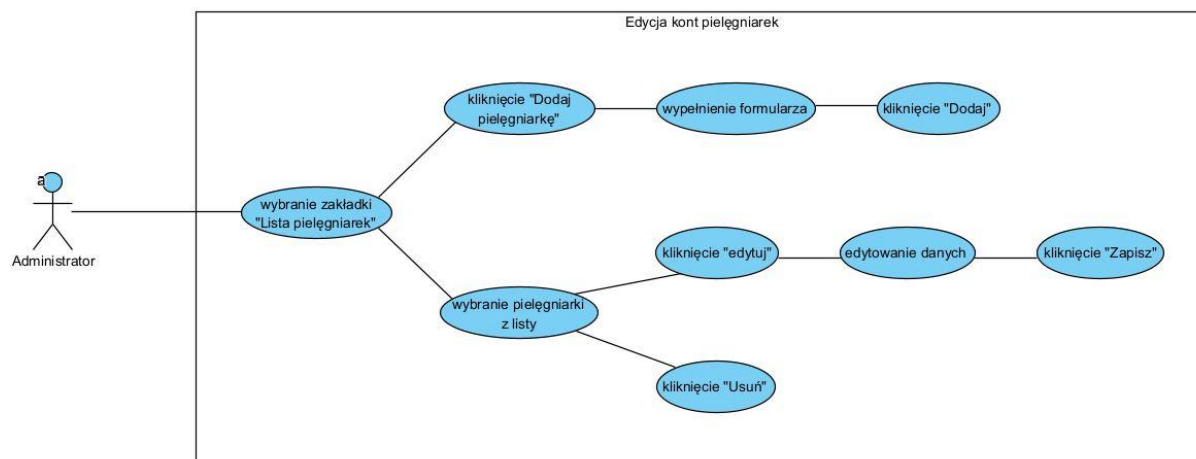 Edycja kont pielęgniarek
kliknięcie "Dodaj
pielęgniarkę"
wypełnienie formularza
kliknięcie "Dodaj"
a
Administrator
wybranie zakładki
"Lista pielęgniarek"
kliknięcie "edytuj"
edytowanie danych
kliknięcie "Zapisz"
wybranie pielęgniarki
z listy
kliknięcie "Usuń"